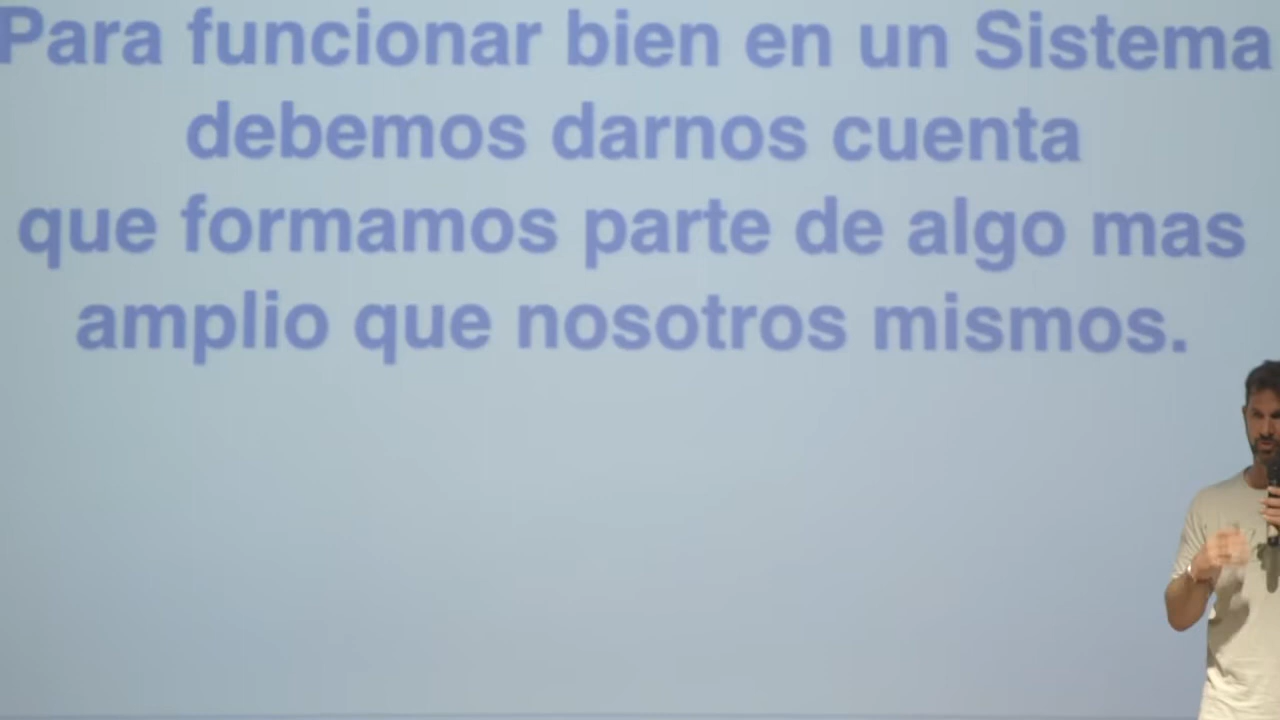 Para funcionar bien en un Sistema
debemos darnos cuenta
que formamos parte de algo mas
amplio que nosotros mismos.